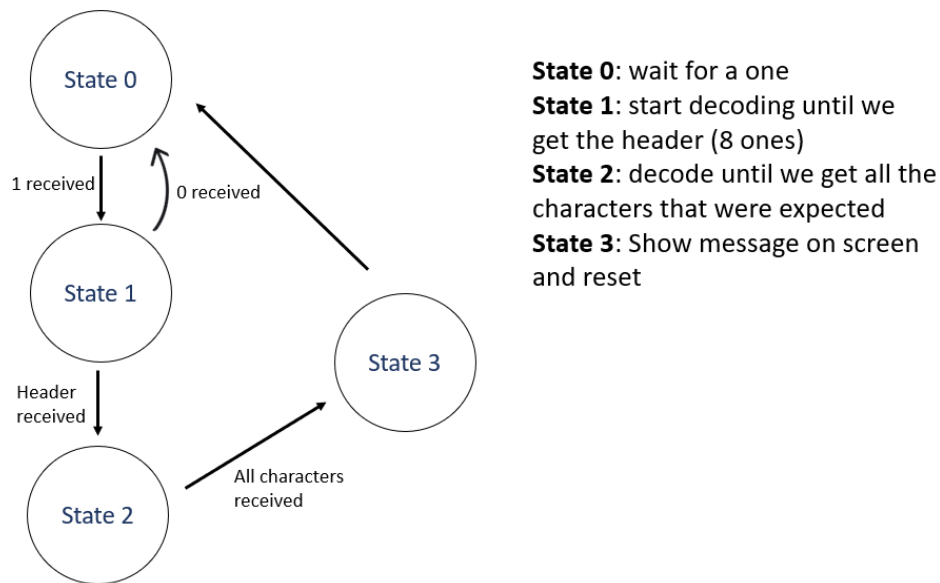 State 0
1 received
0 received
State 1
Header
received
State 2
All characters
received
State 3
State 0: wait for a one
State 1: start decoding until we
get the header (8 ones)
State 2: decode until we get all the
characters that were expected
State 3: Show message on screen
and reset